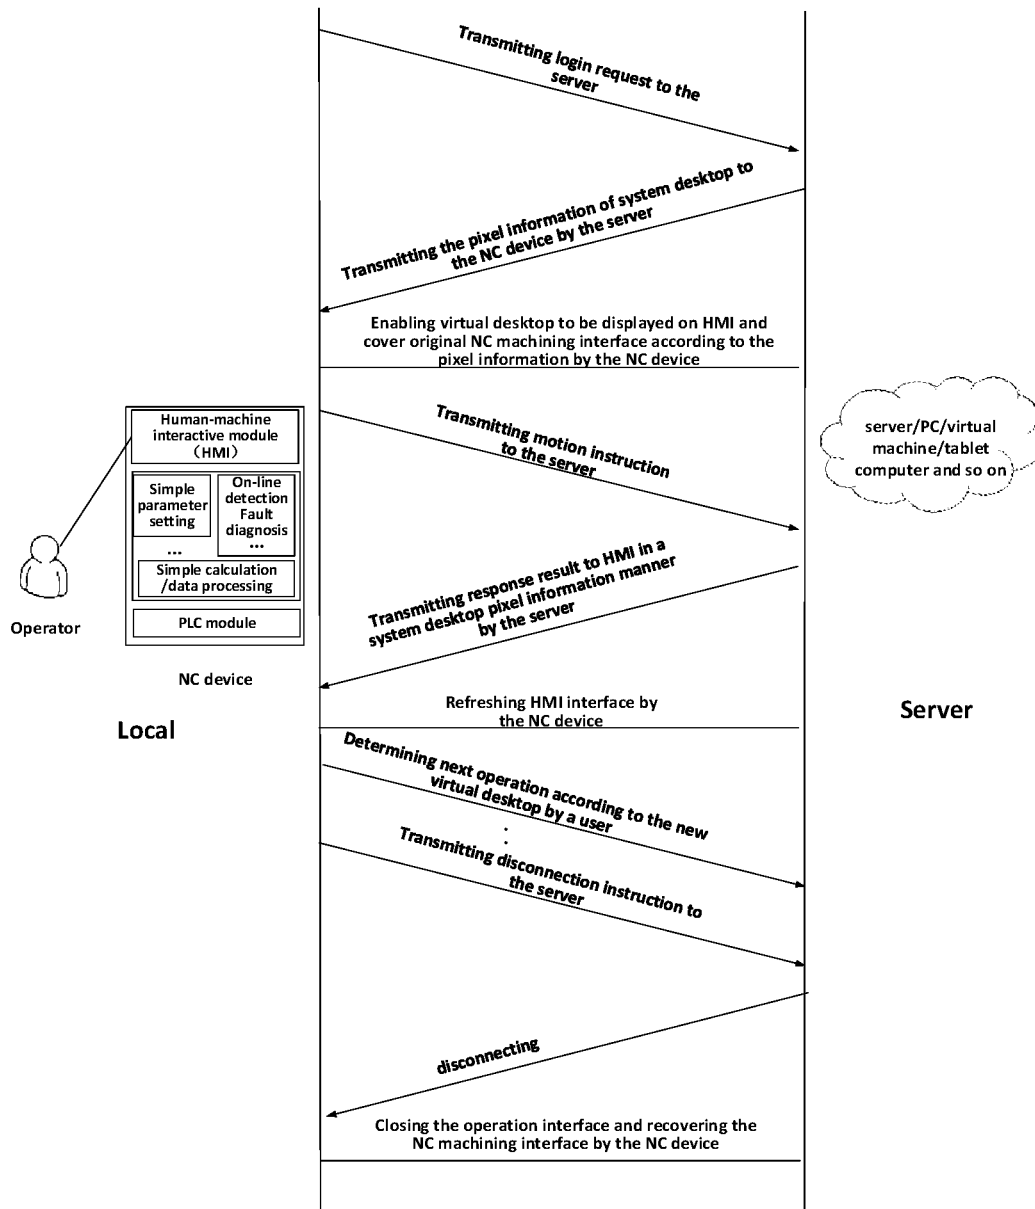 Transmitting login request to the
server
Transmitting the pixel information of system desktop to
the NC device by the server
Enabling virtual desktop to be displayed on HMI and
cover original NC machining interface according to the
pixel information by the NC device
Human-machine
interactive module
（HMI）
Simple
parameter
setting
...
On-line
detection
Fault
diagnosis
...
Simple calculation
/data processing
PLC module
Operator
NC device
Local
Transmitting motion instruction
to the server
server/PC/virtual
machine/tablet
computer and so on
Transmitting response result to HMI in a
system desktop pixel information manner
by the server
Server
Refreshing HMI interface by
the NC device
Determining next operation according to the new
virtual desktop by a user
:
Transmitting disconnection instruction to
the server
disconnecting
Closing the operation interface and recovering the
NC machining interface by the NC device